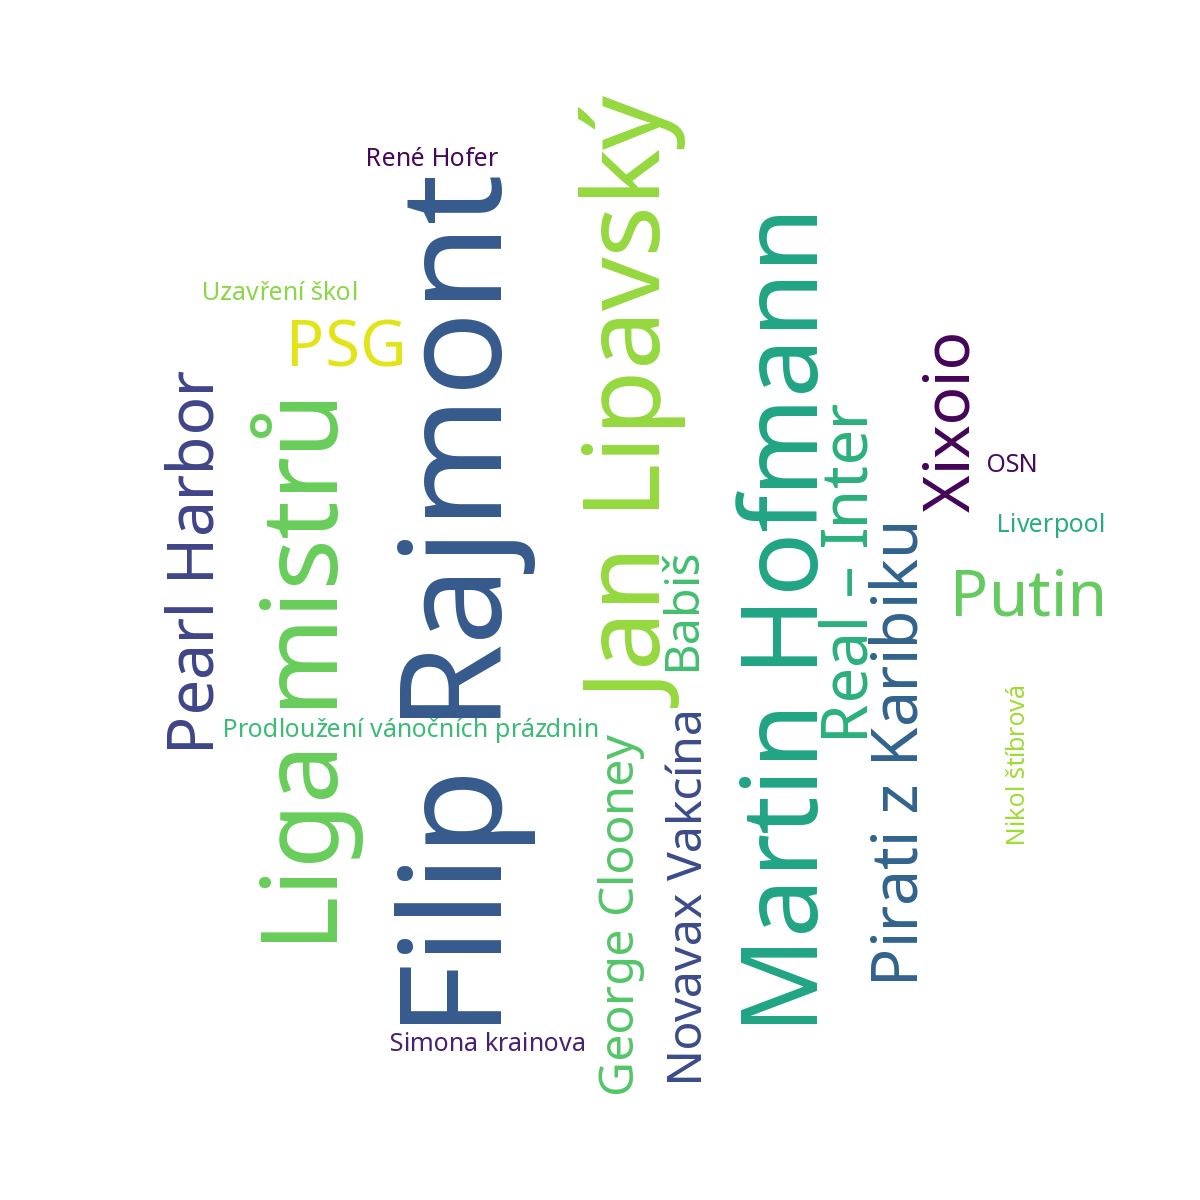 René Hofer
Uzavření škol
PSG
Pearl Harbor
Liga mistrů
Filip Rajmont
Jan Lipavský
Babiš
Martin Hofmann
Real – Inter
Pirati z Karibiku
Xixoio
OSN
Liverpool
Putin
Nikol štíbrová
Prodloužení vánočních prázdnin
George Clooney
Novavax Vakcína
Simona krainova